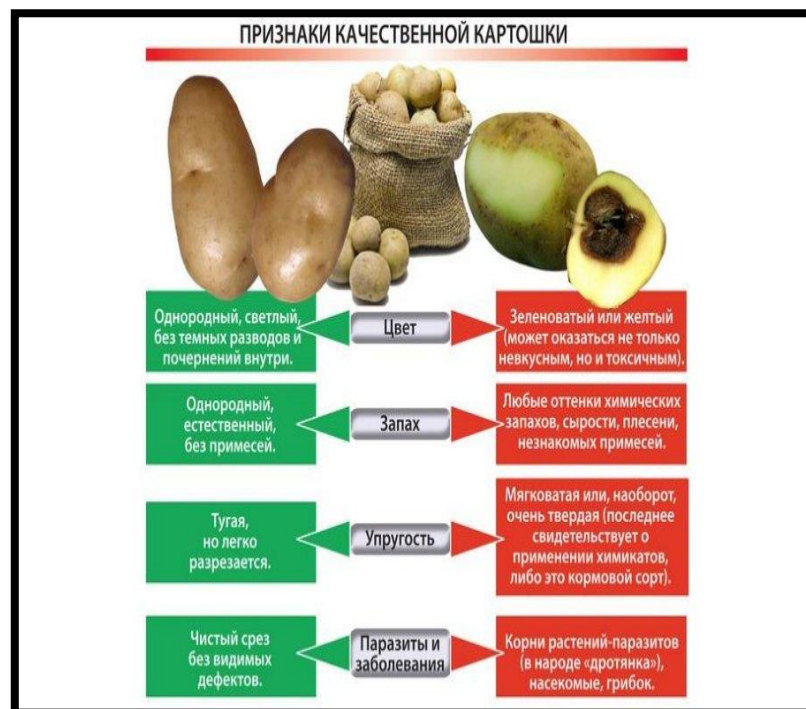 ПРИЗНАКИ КАЧЕСТВЕННОЙ КАРТОШКИ
Однородный, светлый,
без темных разводов и
почернений внутри.
Цвет
Зеленоватый или желтый
(может оказаться не только
невкусным, но и токсичным).
Однородный,
естественный,
без примесей.
Запах
Любые оттенки химических
запахов, сырости, плесени,
незнакомых примесей.
Тугая,
но легко
разрезается.
Упругость
Мягковатая или, наоборот,
очень твердая (последнее
свидетельствует о
применении химикатов,
либо это кормовой сорт).
Чистый срез
без видимых
дефектов.
Паразиты и
заболевания
Корни растений-паразитов
(в народе «дротянка»),
насекомые, грибок.